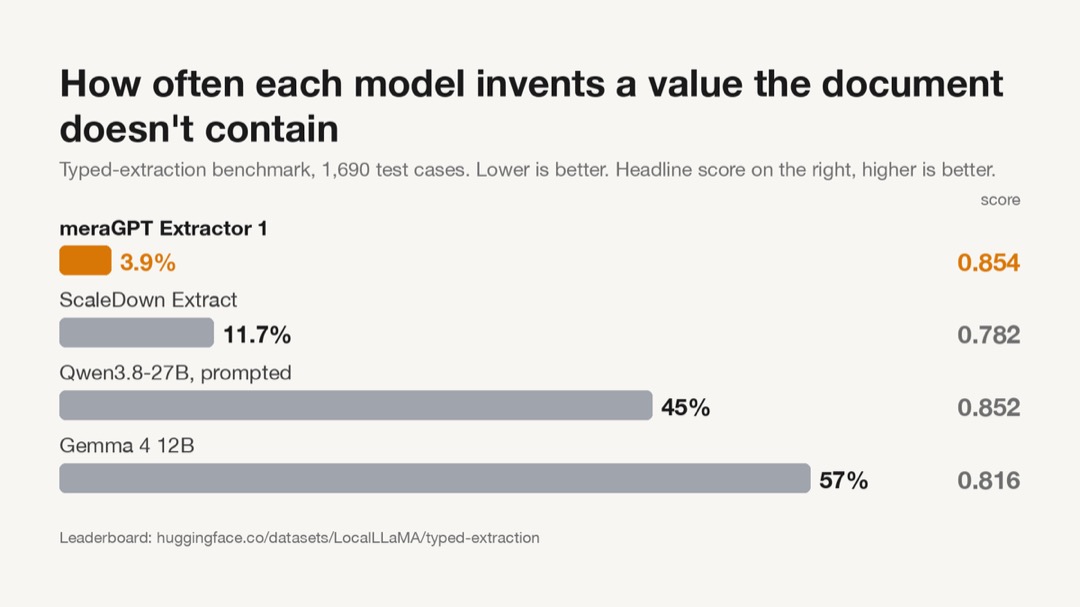 How often each model invents a value the document
doesn't contain
Typed-extraction benchmark, 1,690 test cases. Lower is better. Headline score on the right, higher is better.
score
meraGPT Extractor 1
3.9% 0.854
ScaleDown Extract
11.7% 0.782
Qwen3.8-27B, prompted
45% 0.852
Gemma 4 12B
57% 0.816
Leaderboard: huggingface.co/datasets/LocalLLaMA/typed-extraction